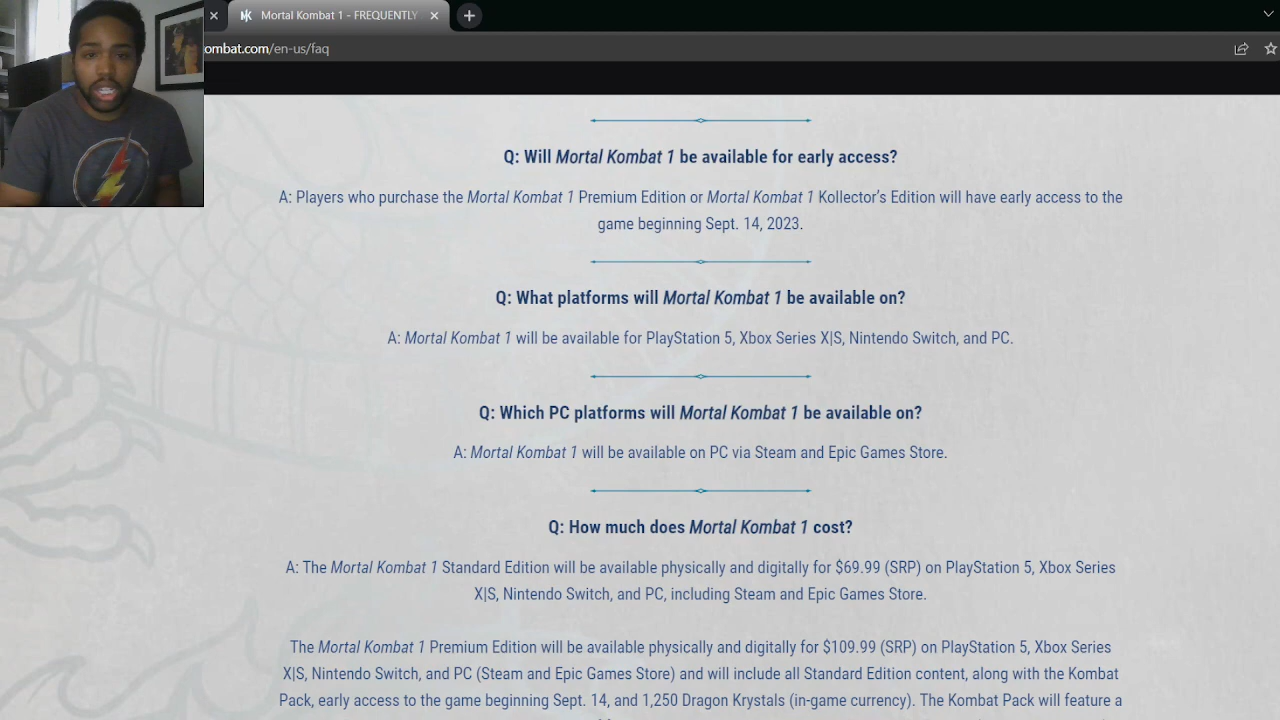 Mortal Kombat 1 - FREQUENTLY
ombat.com/en-us/faq
Q: Will Mortal Kombat 1 be available for early access?
A: Players who purchase the Mortal Kombat 1 Premium Edition or Mortal Kombat 1 Kollector's Edition will have early access to the
game beginning Sept. 14, 2023.
Q: What platforms will Mortal Kombat 1 be available on?
A: Mortal Kombat 1 will be available for PlayStation 5, Xbox Series X|S, Nintendo Switch, and PC.
Q: Which PC platforms will Mortal Kombat 1 be available on?
A: Mortal Kombat 1 will be available on PC via Steam and Epic Games Store.
Q: How much does Mortal Kombat 1 cost?
A: The Mortal Kombat 1 Standard Edition will be available physically and digitally for $69.99 (SRP) on PlayStation 5, Xbox Series
X|S, Nintendo Switch, and PC, including Steam and Epic Games Store.
The Mortal Kombat 1 Premium Edition will be available physically and digitally for $109.99 (SRP) on PlayStation 5, Xbox Series
X|S, Nintendo Switch, and PC (Steam and Epic Games Store) and will include all Standard Edition content, along with the Kombat
Pack, early access to the game beginning Sept. 14, and 1,250 Dragon Krystals (in-game currency). The Kombat Pack will feature a